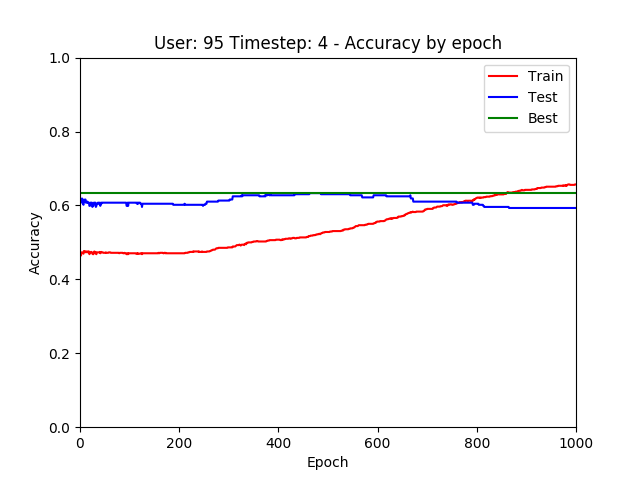 User: 95 Timestep: 4 - Accuracy by epoch
Train
Test
Best
Accuracy
1.0
0.8
0.6
0.4
0.2
0.0
0 200 400 600 800 1000
Epoch